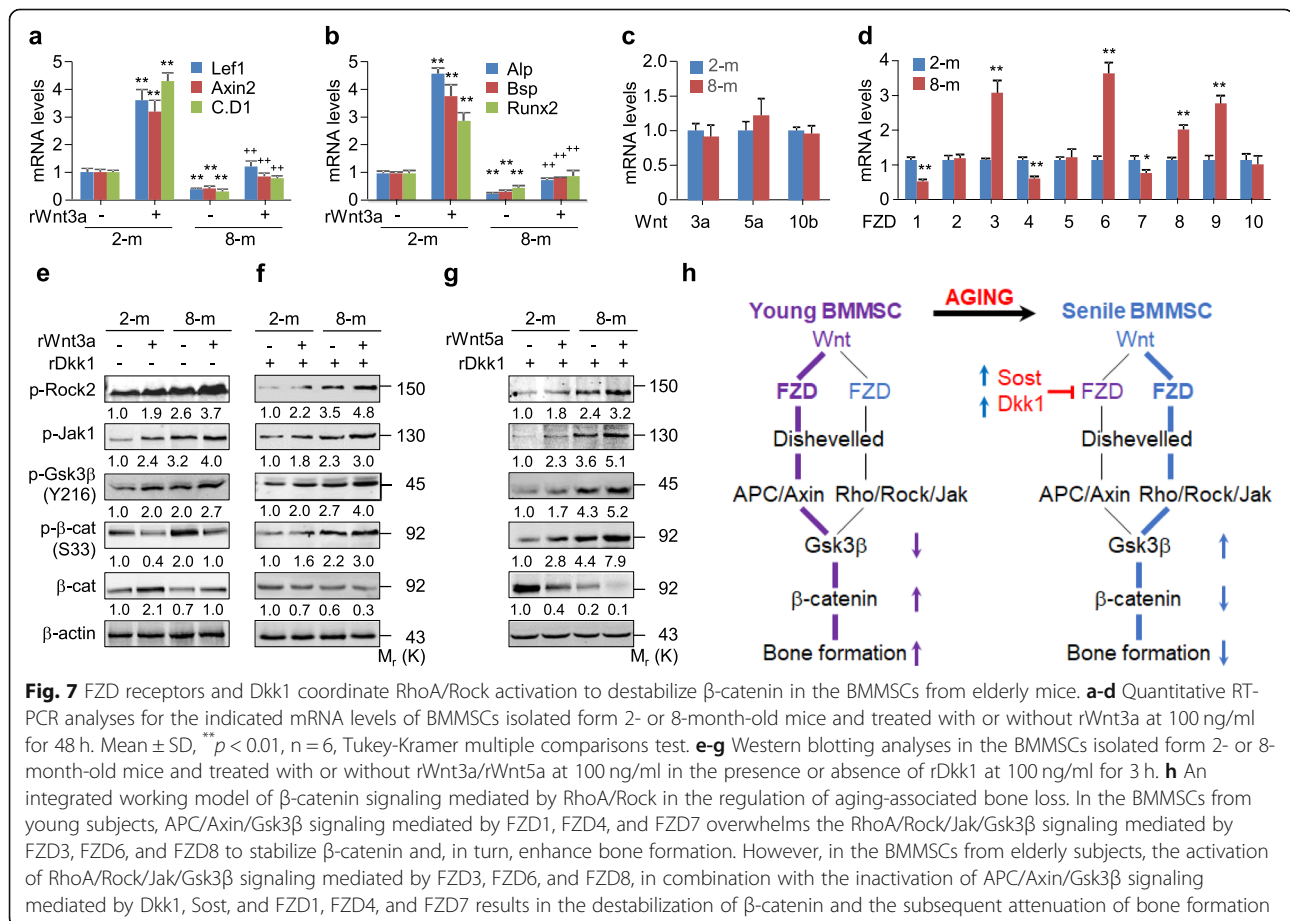 a
5
4
3
2
1
0
mRNA levels
Lef1
Axin2
C.D1
** ** **
** ** **
++ ++ ++
rWnt3a - + - +
2-m 8-m
b
5
4
3
2
1
0
mRNA levels
Alp
Bsp
Runx2
** ** **
** ** **
++ ++ ++
rWnt3a - + - +
2-m 8-m
c
2.0
1.5
1.0
0.5
0.0
mRNA levels
2-m
8-m
Wnt 3a 5a 10b
d
5
4
3
2
1
0
mRNA levels
2-m
8-m
** ** ** ** * ** **
FZD 1 2 3 4 5 6 7 8 9 10
e
2-m 8-m
rWnt3a - + - +
rDkk1 - - - -
p-Rock2
1.0 1.9 2.6 3.7
p-Jak1
1.0 2.4 3.2 4.0
p-Gsk3β
(Y216)
1.0 2.0 2.0 2.7
p-β-cat
(S33)
1.0 0.4 2.0 1.0
β-cat
1.0 2.1 0.7 1.0
β-actin
f
2-m 8-m
- + - +
+ + + +
150
1.0 2.2 3.5 4.8
130
1.0 1.8 2.3 3.0
45
1.0 2.0 2.7 4.0
92
1.0 1.6 2.2 3.0
92
1.0 0.7 0.6 0.3
43
Mr (K)
g
2-m 8-m
rWnt5a - + - +
rDkk1 + + + +
150
1.0 1.8 2.4 3.2
130
1.0 2.3 3.6 5.1
45
1.0 1.7 4.3 5.2
92
1.0 2.8 4.4 7.9
92
1.0 0.4 0.2 0.1
43
Mr (K)
h
AGING
Young BMMSC
Wnt
FZD FZD
Dishevelled
APC/Axin Rho/Rock/Jak
Gsk3β
β-catenin
Bone formation
Senile BMMSC
Wnt
Sost
Dkk1
FZD FZD
Dishevelled
APC/Axin Rho/Rock/Jak
Gsk3β
β-catenin
Bone formation
Fig. 7 FZD receptors and Dkk1 coordinate RhoA/Rock activation to destabilize β-catenin in the BMMSCs from elderly mice. a-d Quantitative RT-
PCR analyses for the indicated mRNA levels of BMMSCs isolated form 2- or 8-month-old mice and treated with or without rWnt3a at 100 ng/ml
for 48 h. Mean ± SD, **p < 0.01, n = 6, Tukey-Kramer multiple comparisons test. e-g Western blotting analyses in the BMMSCs isolated form 2- or 8-
month-old mice and treated with or without rWnt3a/rWnt5a at 100 ng/ml in the presence or absence of rDkk1 at 100 ng/ml for 3 h. h An
integrated working model of β-catenin signaling mediated by RhoA/Rock in the regulation of aging-associated bone loss. In the BMMSCs from
young subjects, APC/Axin/Gsk3β signaling mediated by FZD1, FZD4, and FZD7 overwhelms the RhoA/Rock/Jak/Gsk3β signaling mediated by
FZD3, FZD6, and FZD8 to stabilize β-catenin and, in turn, enhance bone formation. However, in the BMMSCs from elderly subjects, the activation
of RhoA/Rock/Jak/Gsk3β signaling mediated by FZD3, FZD6, and FZD8, in combination with the inactivation of APC/Axin/Gsk3β signaling
mediated by Dkk1, Sost, and FZD1, FZD4, and FZD7 results in the destabilization of β-catenin and the subsequent attenuation of bone formation